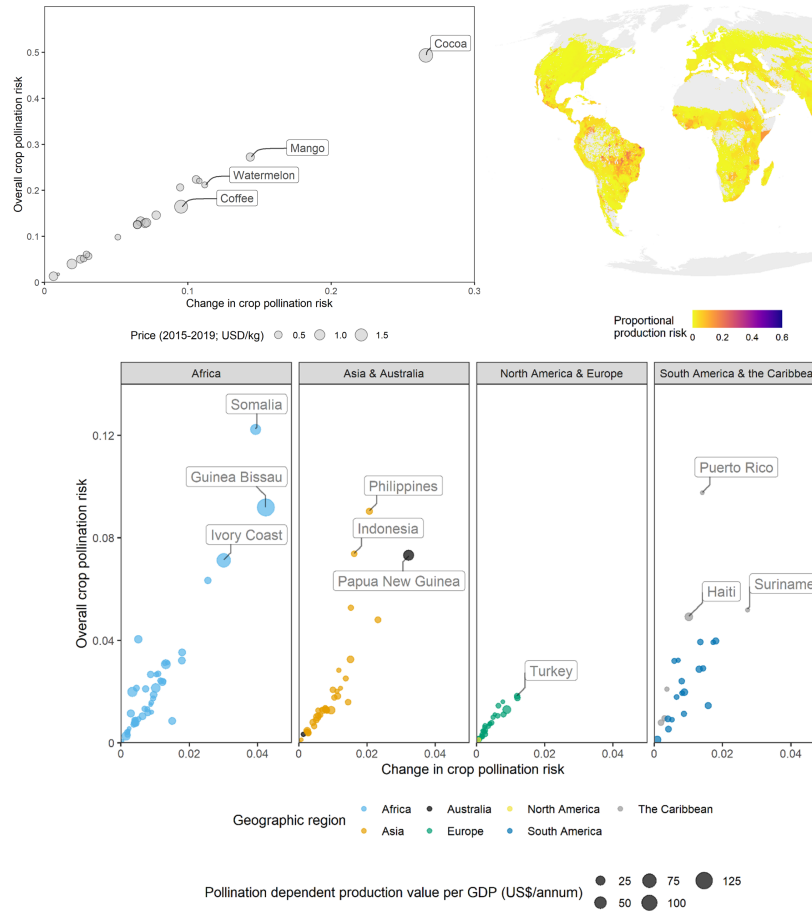 Overall crop pollination risk
0.5
0.4
0.3
0.2
0.1
0
Cocoa
Mango
Watermelon
Coffee
0
0.1
0.2
0.3
Change in crop pollination risk
Price (2015-2019; USD/kg) 0.5 1.0 1.5
Proportional
production risk
0 0.2 0.4 0.6
Africa
Asia & Australia
North America & Europe
South America & the Caribbea
Overall crop pollination risk
0.12
0.08
0.04
0
Somalia
Guinea Bissau
Ivory Coast
Philippines
Indonesia
Papua New Guinea
Turkey
Puerto Rico
Haiti
Suriname
0 0.02 0.04 0 0.02 0.04 0 0.02 0.04 0 0.02 0.04
Change in crop pollination risk
Geographic region
Africa Australia North America The Caribbean
Asia Europe South America
Pollination dependent production value per GDP (US$/annum)
25 75 125
50 100